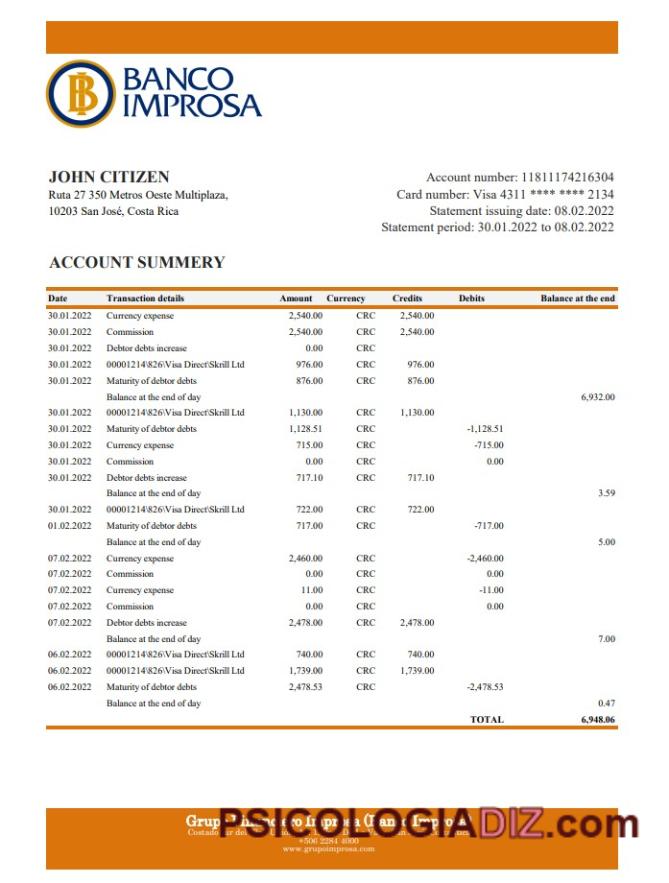 BANCO
IMPROSA
JOHN CITIZEN
Ruta 27 350 Metros Oeste Multiplaza,
10203 San José, Costa Rica
Account number: 11811174216304
Card number: Visa 4311 **** **** 2134
Statement issuing date: 08.02.2022
Statement period: 30.01.2022 to 08.02.2022
ACCOUNT SUMMERY
Date Transaction details Amount Currency Credits Debits Balance at the end
30.01.2022 Currency expense 2,540.00 CRC 2,540.00
30.01.2022 Commission 2,540.00 CRC 2,540.00
30.01.2022 Debtor debts increase 0.00 CRC
30.01.2022 00001214\826\Visa Direct\Skrill Ltd 976.00 CRC 976.00
30.01.2022 Maturity of debtor debts 876.00 CRC 876.00
Balance at the end of day 6,932.00
30.01.2022 00001214\826\Visa Direct\Skrill Ltd 1,130.00 CRC 1,130.00
30.01.2022 Maturity of debtor debts 1,128.51 CRC -1,128.51
30.01.2022 Currency expense 715.00 CRC -715.00
30.01.2022 Commission 0.00 CRC 0.00
30.01.2022 Debtor debts increase 717.10 CRC 717.10
Balance at the end of day 3.59
30.01.2022 00001214\826\Visa Direct\Skrill Ltd 722.00 CRC 722.00
01.02.2022 Maturity of debtor debts 717.00 CRC -717.00
Balance at the end of day 5.00
07.02.2022 Currency expense 2,460.00 CRC -2,460.00
07.02.2022 Commission 0.00 CRC 0.00
07.02.2022 Currency expense 11.00 CRC -11.00
07.02.2022 Commission 0.00 CRC 0.00
07.02.2022 Debtor debts increase 2,478.00 CRC 2,478.00
Balance at the end of day 7.00
06.02.2022 00001214\826\Visa Direct\Skrill Ltd 740.00 CRC 740.00
06.02.2022 00001214\826\Visa Direct\Skrill Ltd 1,739.00 CRC 1,739.00
06.02.2022 Maturity of debtor debts 2,478.53 CRC -2,478.53
Balance at the end of day 0.47
TOTAL 6,948.06
Grupo Financiero Improsa (Banco Improsa)
PSICOLOGIADIZ.com
Costado
+506 2284 4000
www.grupoimprosa.com